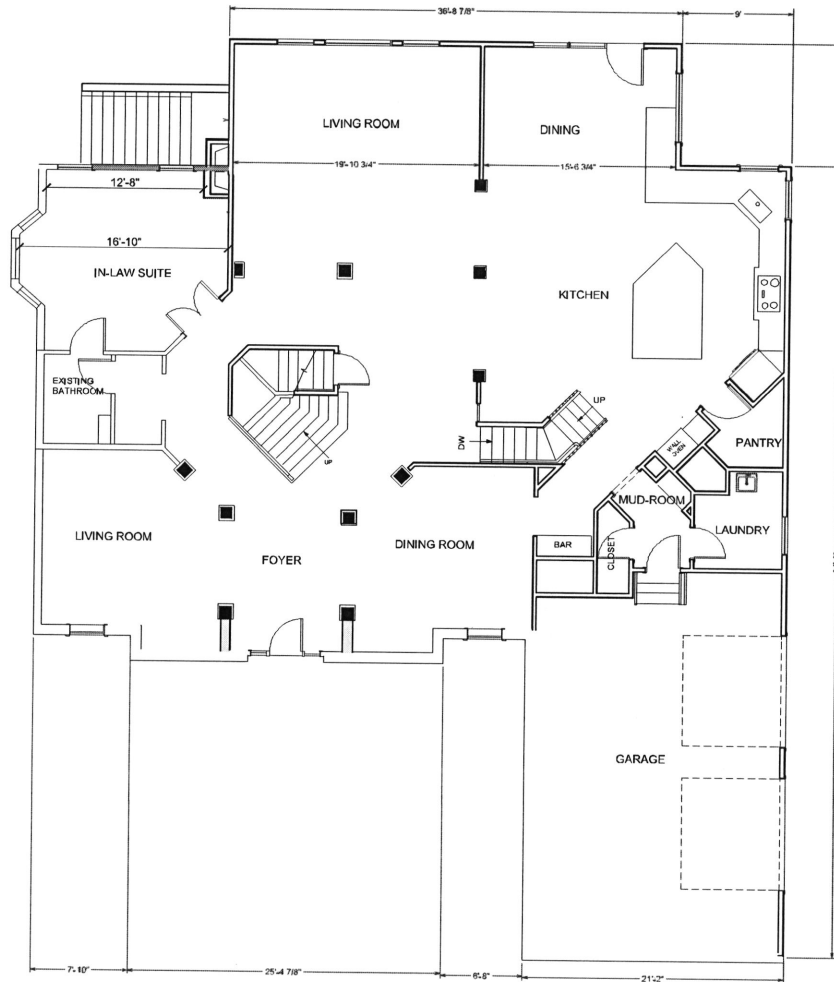 36'-8 7/8"
9'
LIVING ROOM
DINING
19'-10 3/4"
15'-6 3/4"
12'-8"
16'-10"
IN-LAW SUITE
KITCHEN
EXISTING
BATHROOM
UP
UP
DW
WALL
OVEN
PANTRY
MUD-ROOM
LIVING ROOM
DINING ROOM
LAUNDRY
FOYER
BAR
CLOSET
GARAGE
7'-10"
25'-4 7/8"
6'-8"
21'-2"